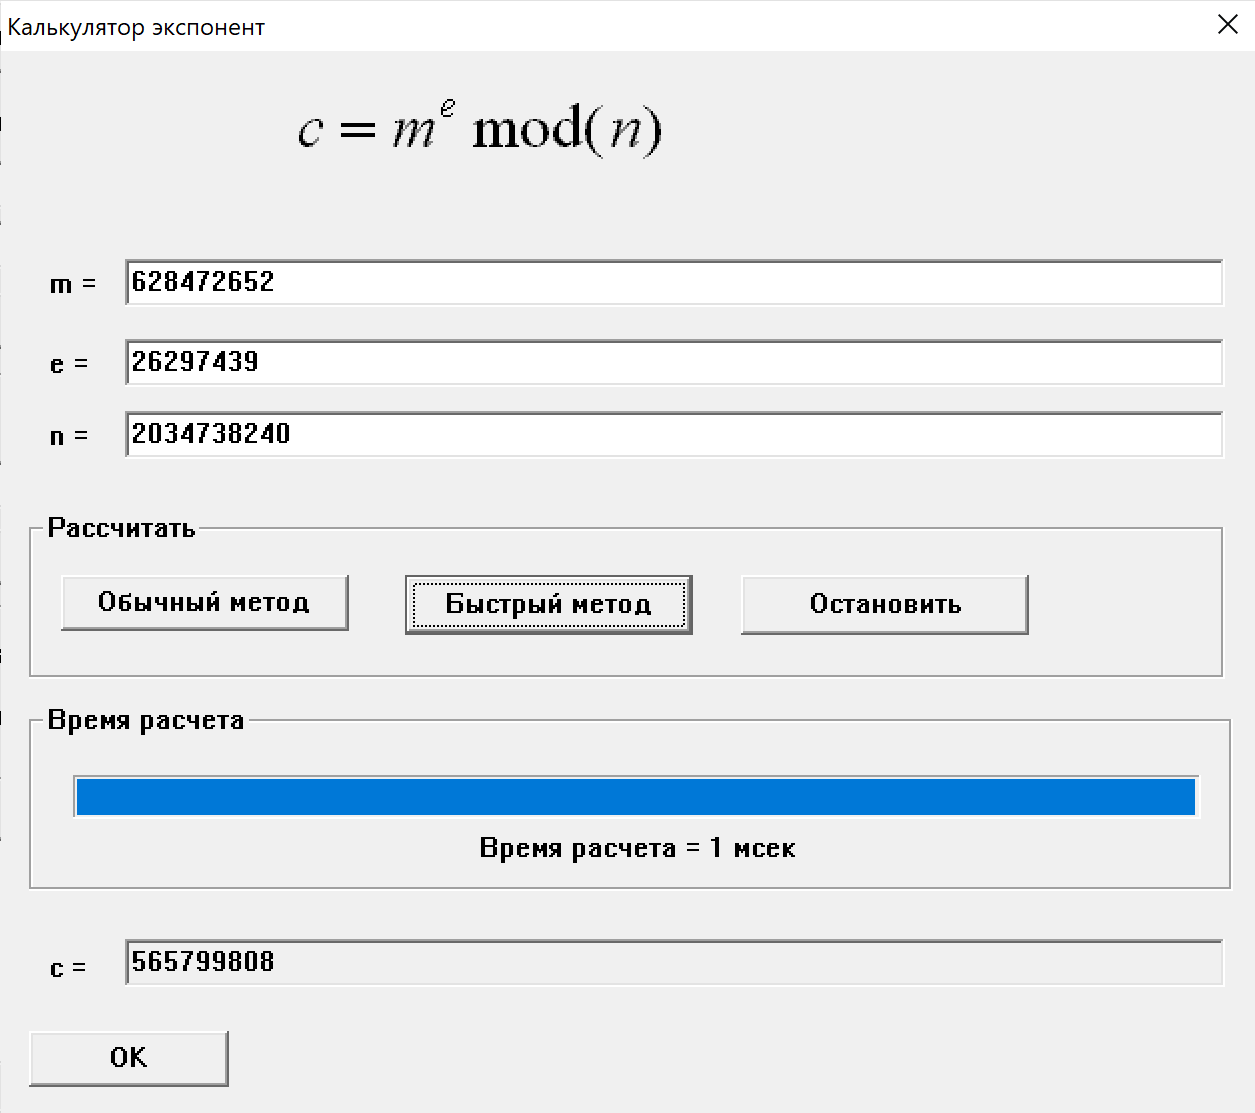 Калькулятор экспонент
c = m^e mod(n)
m = 628472652
e = 26297439
n = 2034738240
Рассчитать
Обычный метод Быстрый метод Остановить
Время расчета
Время расчета = 1 мсек
c = 565799808
OK